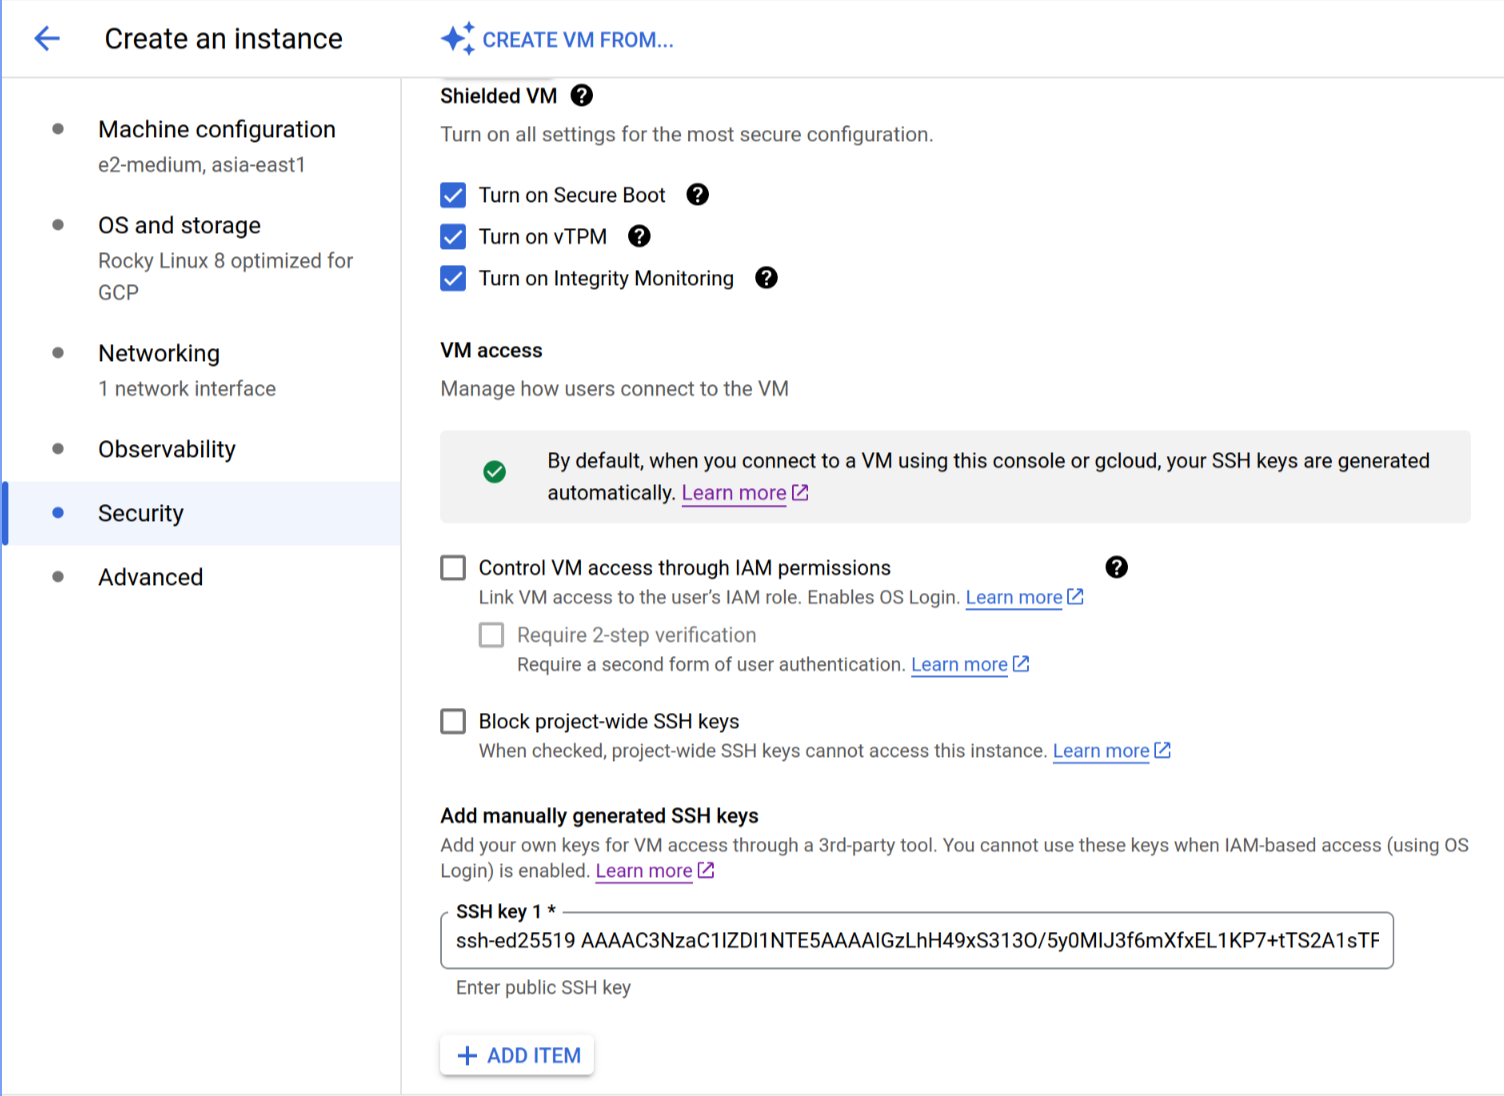 Create an instance
CREATE VM FROM...
Machine configuration
e2-medium, asia-east1
OS and storage
Rocky Linux 8 optimized for
GCP
Networking
1 network interface
Observability
Security
Advanced
Shielded VM
Turn on all settings for the most secure configuration.
Turn on Secure Boot
Turn on vTPM
Turn on Integrity Monitoring
VM access
Manage how users connect to the VM
By default, when you connect to a VM using this console or gcloud, your SSH keys are generated
automatically. Learn more
Control VM access through IAM permissions
Link VM access to the user's IAM role. Enables OS Login. Learn more
Require 2-step verification
Require a second form of user authentication. Learn more
Block project-wide SSH keys
When checked, project-wide SSH keys cannot access this instance. Learn more
Add manually generated SSH keys
Add your own keys for VM access through a 3rd-party tool. You cannot use these keys when IAM-based access (using OS
Login) is enabled. Learn more
SSH key 1 *
ssh-ed25519 AAAAC3NzaC1lZDI1NTE5AAAAIGzLhH49xS313O/5y0MIJ3f6mXfxEL1KP7+tTS2A1sTF
Enter public SSH key
+ ADD ITEM